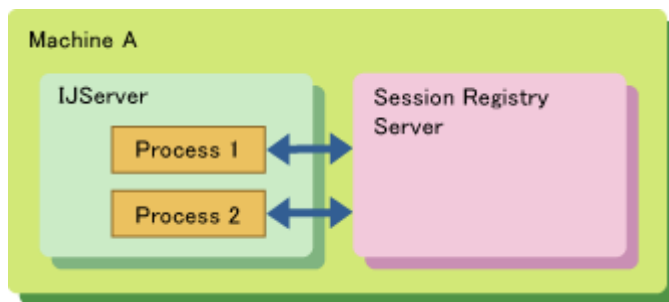 Machine A
IJServer
Process 1
Process 2
Session Registry
Server